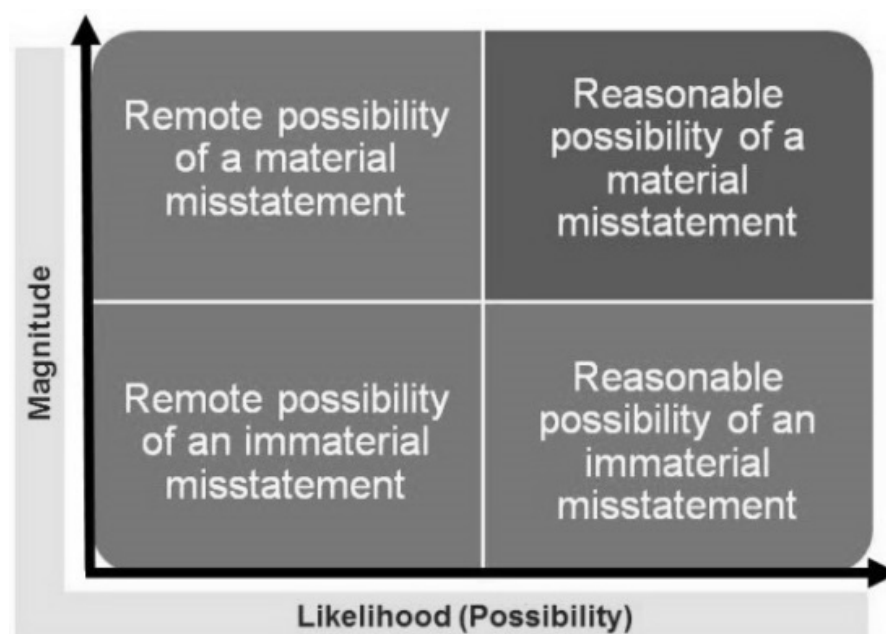 Remote possibility
of a material
misstatement
Reasonable
possibility of a
material
misstatement
Remote possibility
of an immaterial
misstatement
Reasonable
possibility of an
immaterial
misstatement
Magnitude
Likelihood (Possibility)